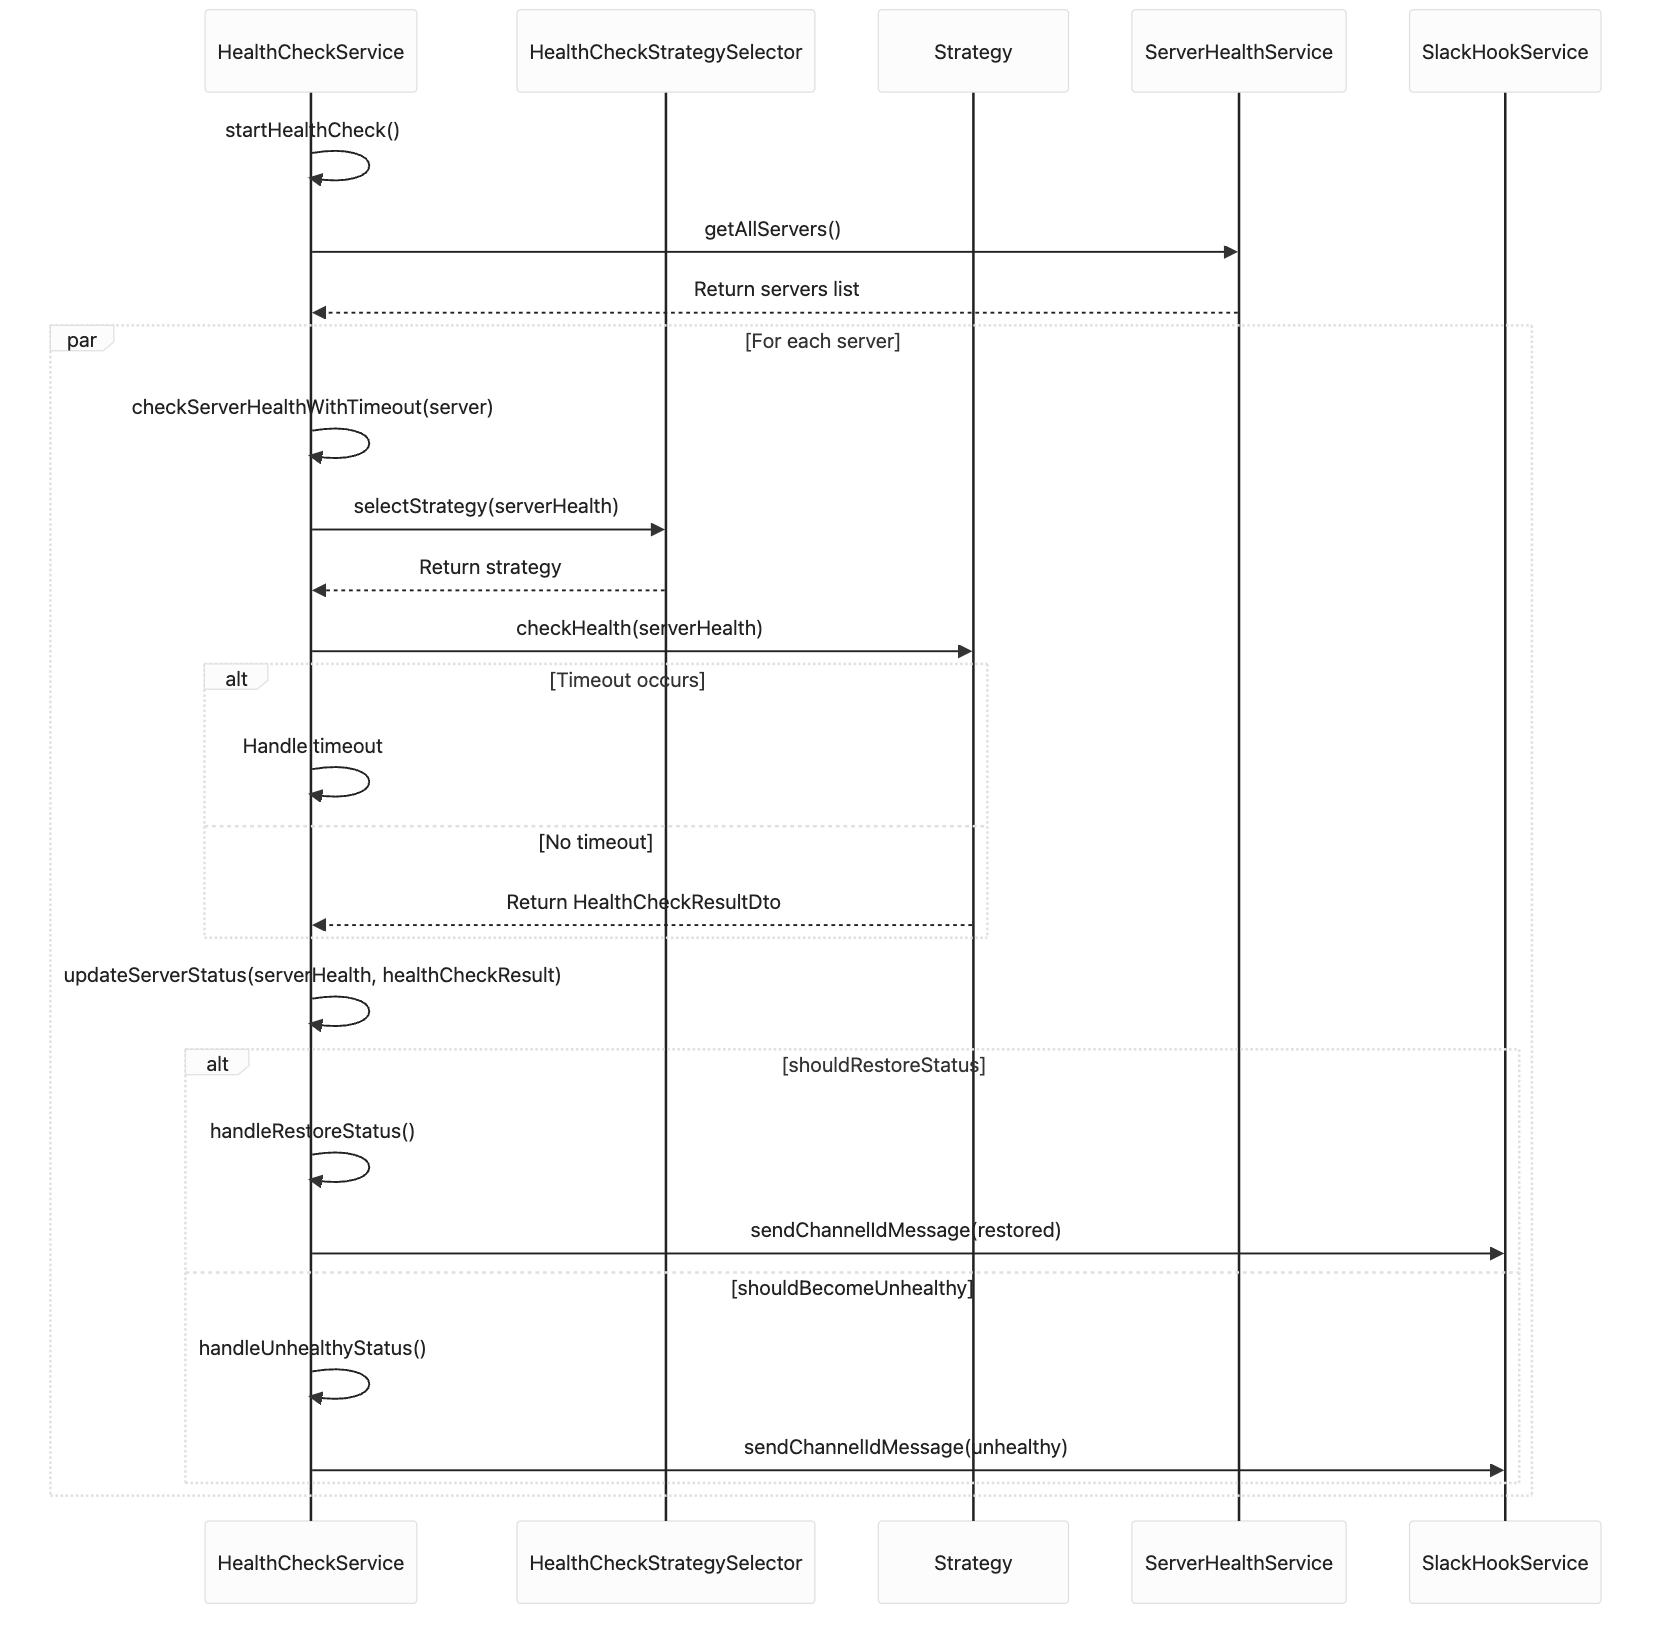 HealthCheckService
HealthCheckStrategySelector
Strategy
ServerHealthService
SlackHookService
startHealthCheck()
getAllServers()
Return servers list
par
[For each server]
checkServerHealthWithTimeout(server)
selectStrategy(serverHealth)
Return strategy
checkHealth(serverHealth)
alt
[Timeout occurs]
Handle timeout
[No timeout]
Return HealthCheckResultDto
updateServerStatus(serverHealth, healthCheckResult)
alt
[shouldRestoreStatus]
handleRestoreStatus()
sendChannelIdMessage(restored)
[shouldBecomeUnhealthy]
handleUnhealthyStatus()
sendChannelIdMessage(unhealthy)
HealthCheckService
HealthCheckStrategySelector
Strategy
ServerHealthService
SlackHookService